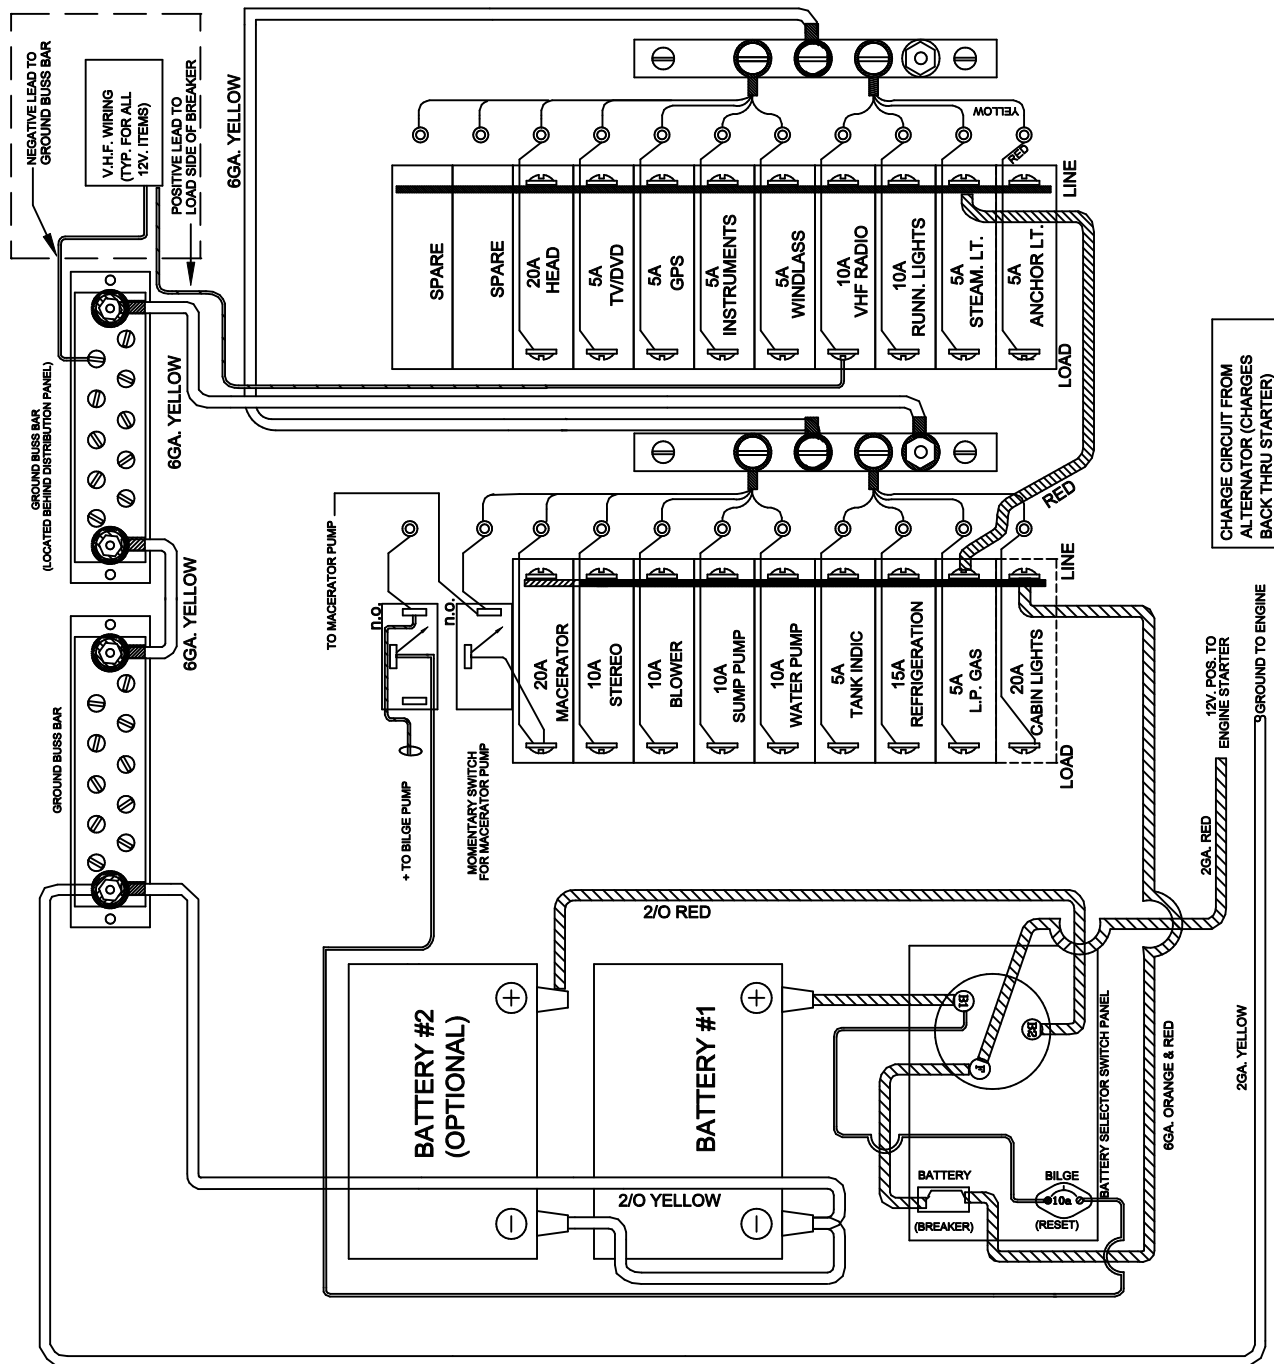 NEGATIVE LEAD TO
GROUND BUSS BAR
V.H.F. WIRING
(TYP. FOR ALL
12V. ITEMS)
POSITIVE LEAD TO
LOAD SIDE OF BREAKER
6GA. YELLOW
YELLOW
RED
LINE
SPARE
SPARE
20A
HEAD
5A
TV/DVD
5A
GPS
5A
INSTRUMENTS
5A
WINDLASS
10A
VHF RADIO
10A
RUNN. LIGHTS
5A
STEAM. LT.
5A
ANCHOR LT.
LOAD
GROUND BUSS BAR
(LOCATED BEHIND DISTRIBUTION PANEL)
6GA. YELLOW
6GA. YELLOW
RED
CHARGE CIRCUIT FROM
ALTERNATOR (CHARGES
BACK THRU STARTER)
TO MACERATOR PUMP
n.o.
n.o.
LINE
20A
MACERATOR
10A
STEREO
10A
BLOWER
10A
SUMP PUMP
10A
WATER PUMP
5A
TANK INDIC
15A
REFRIGERATION
5A
L.P. GAS
20A
CABIN LIGHTS
LOAD
GROUND BUSS BAR
+ TO BILGE PUMP
MOMENTARY SWITCH
FOR MACERATOR PUMP
12V. POS. TO
ENGINE STARTER
GROUND TO ENGINE
2GA. RED
2/O RED
BATTERY #2
(OPTIONAL)
+
−
BATTERY #1
+
−
B1
B2
F
2/O YELLOW
BATTERY SELECTOR SWITCH PANEL
6GA. ORANGE & RED
2GA. YELLOW
BATTERY
(BREAKER)
BILGE
10a
(RESET)